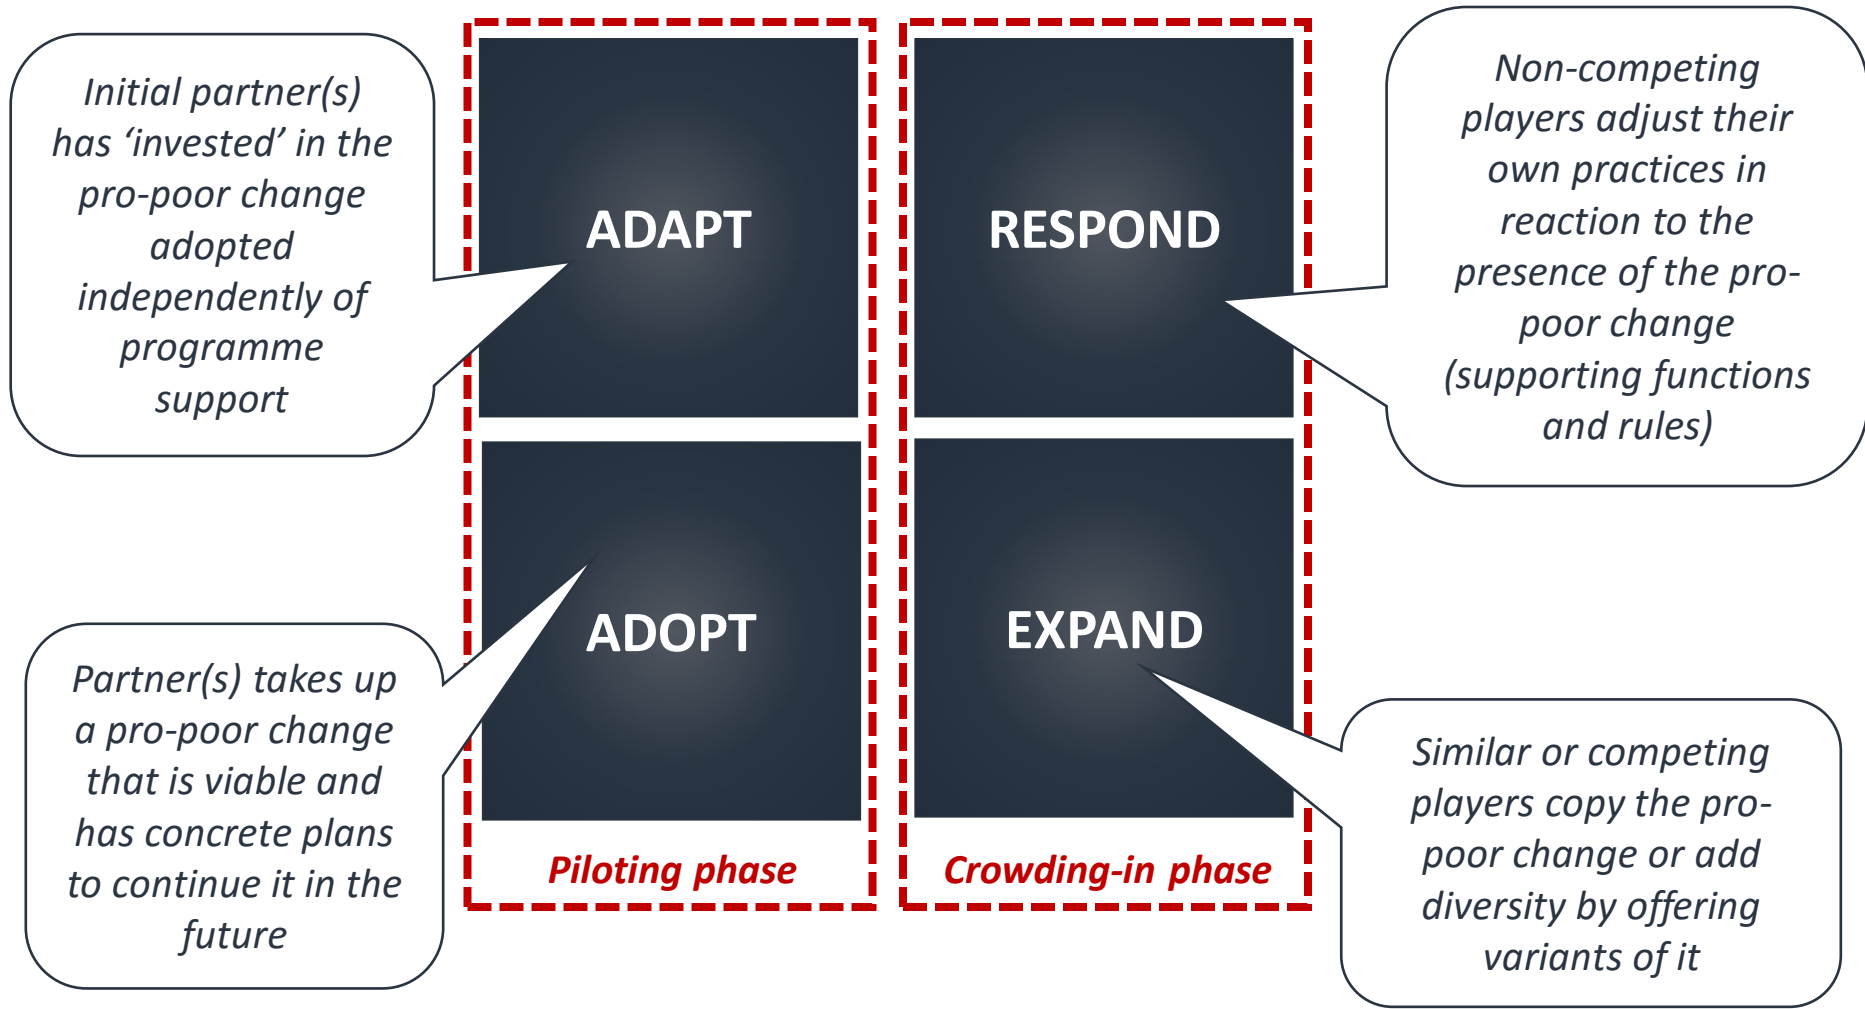 Initial partner(s)
has ‘invested’ in the
pro-poor change
adopted
independently of
programme
support
ADAPT
RESPOND
Non-competing
players adjust their
own practices in
reaction to the
presence of the pro-
poor change
(supporting functions
and rules)
Partner(s) takes up
a pro-poor change
that is viable and
has concrete plans
to continue it in the
future
ADOPT
EXPAND
Similar or competing
players copy the pro-
poor change or add
diversity by offering
variants of it
Piloting phase
Crowding-in phase